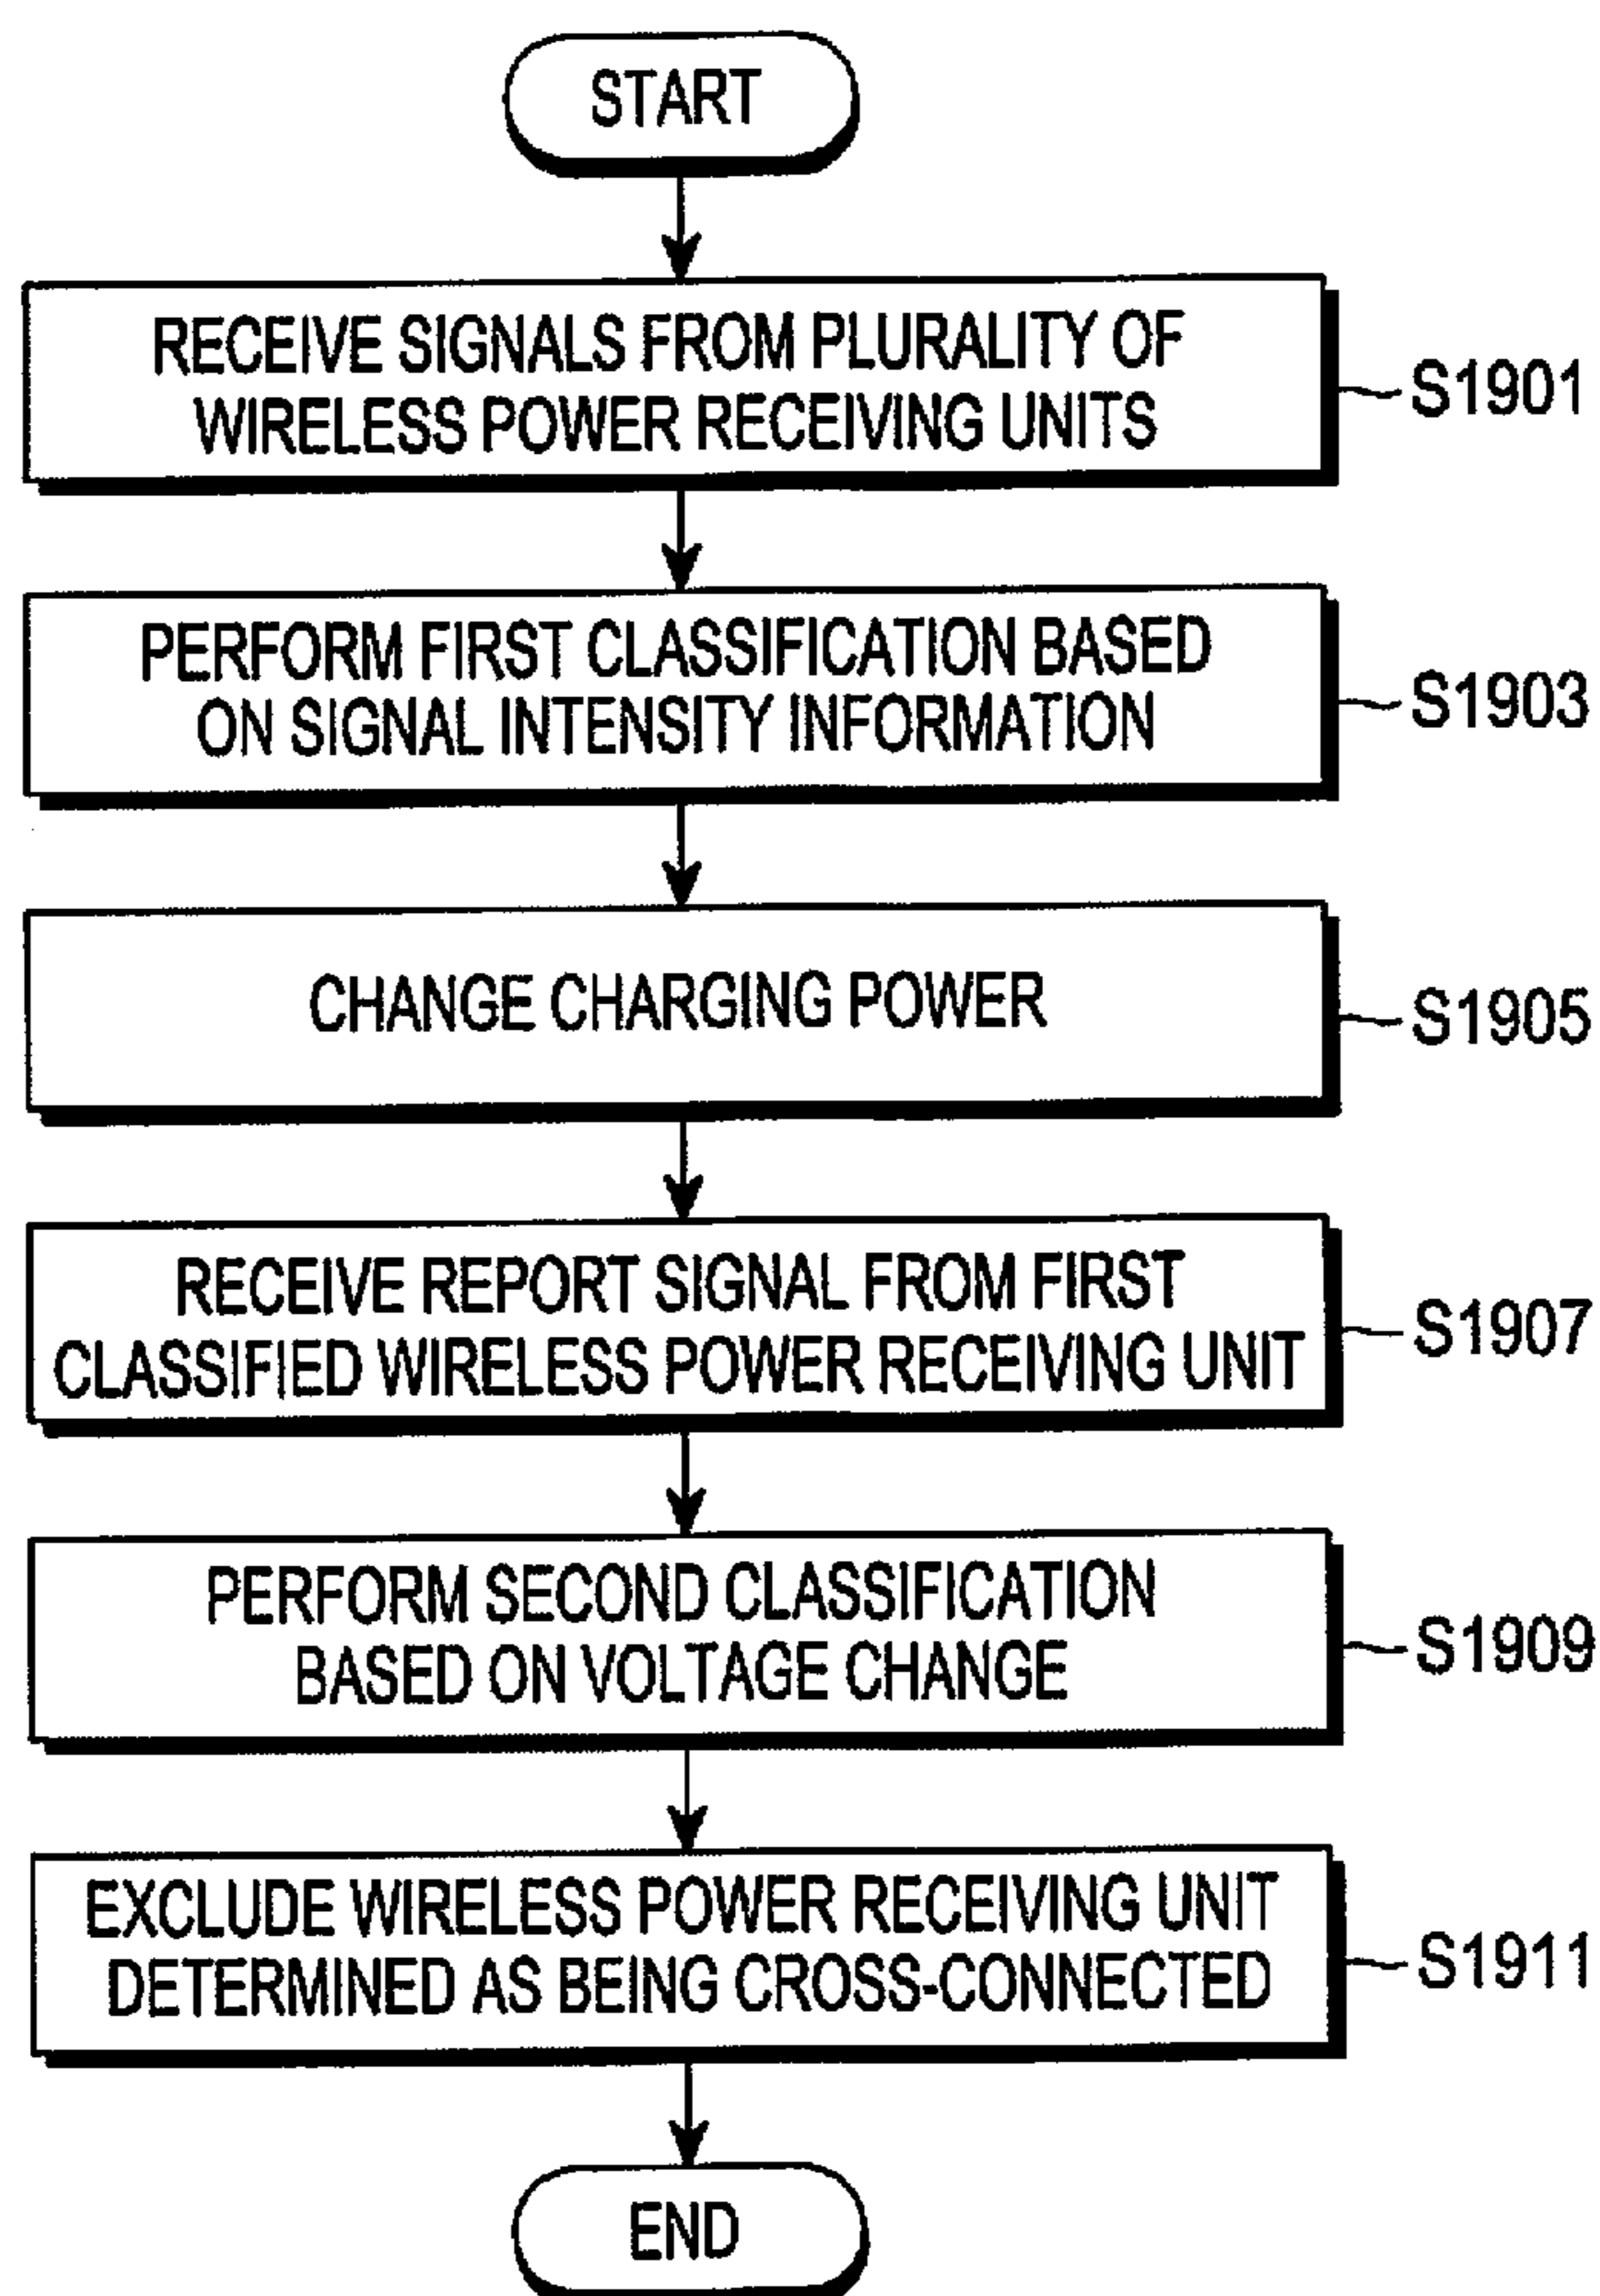 START
RECEIVE SIGNALS FROM PLURALITY OF
WIRELESS POWER RECEIVING UNITS
S1901
PERFORM FIRST CLASSIFICATION BASED
ON SIGNAL INTENSITY INFORMATION
S1903
CHANGE CHARGING POWER
S1905
RECEIVE REPORT SIGNAL FROM FIRST
CLASSIFIED WIRELESS POWER RECEIVING UNIT
S1907
PERFORM SECOND CLASSIFICATION
BASED ON VOLTAGE CHANGE
S1909
EXCLUDE WIRELESS POWER RECEIVING UNIT
DETERMINED AS BEING CROSS-CONNECTED
S1911
END